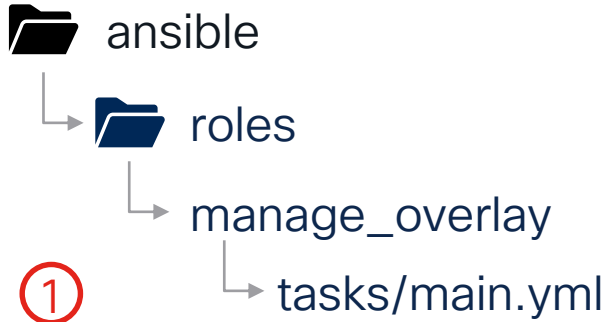 ansible
roles
manage_overlay
1
tasks/main.yml